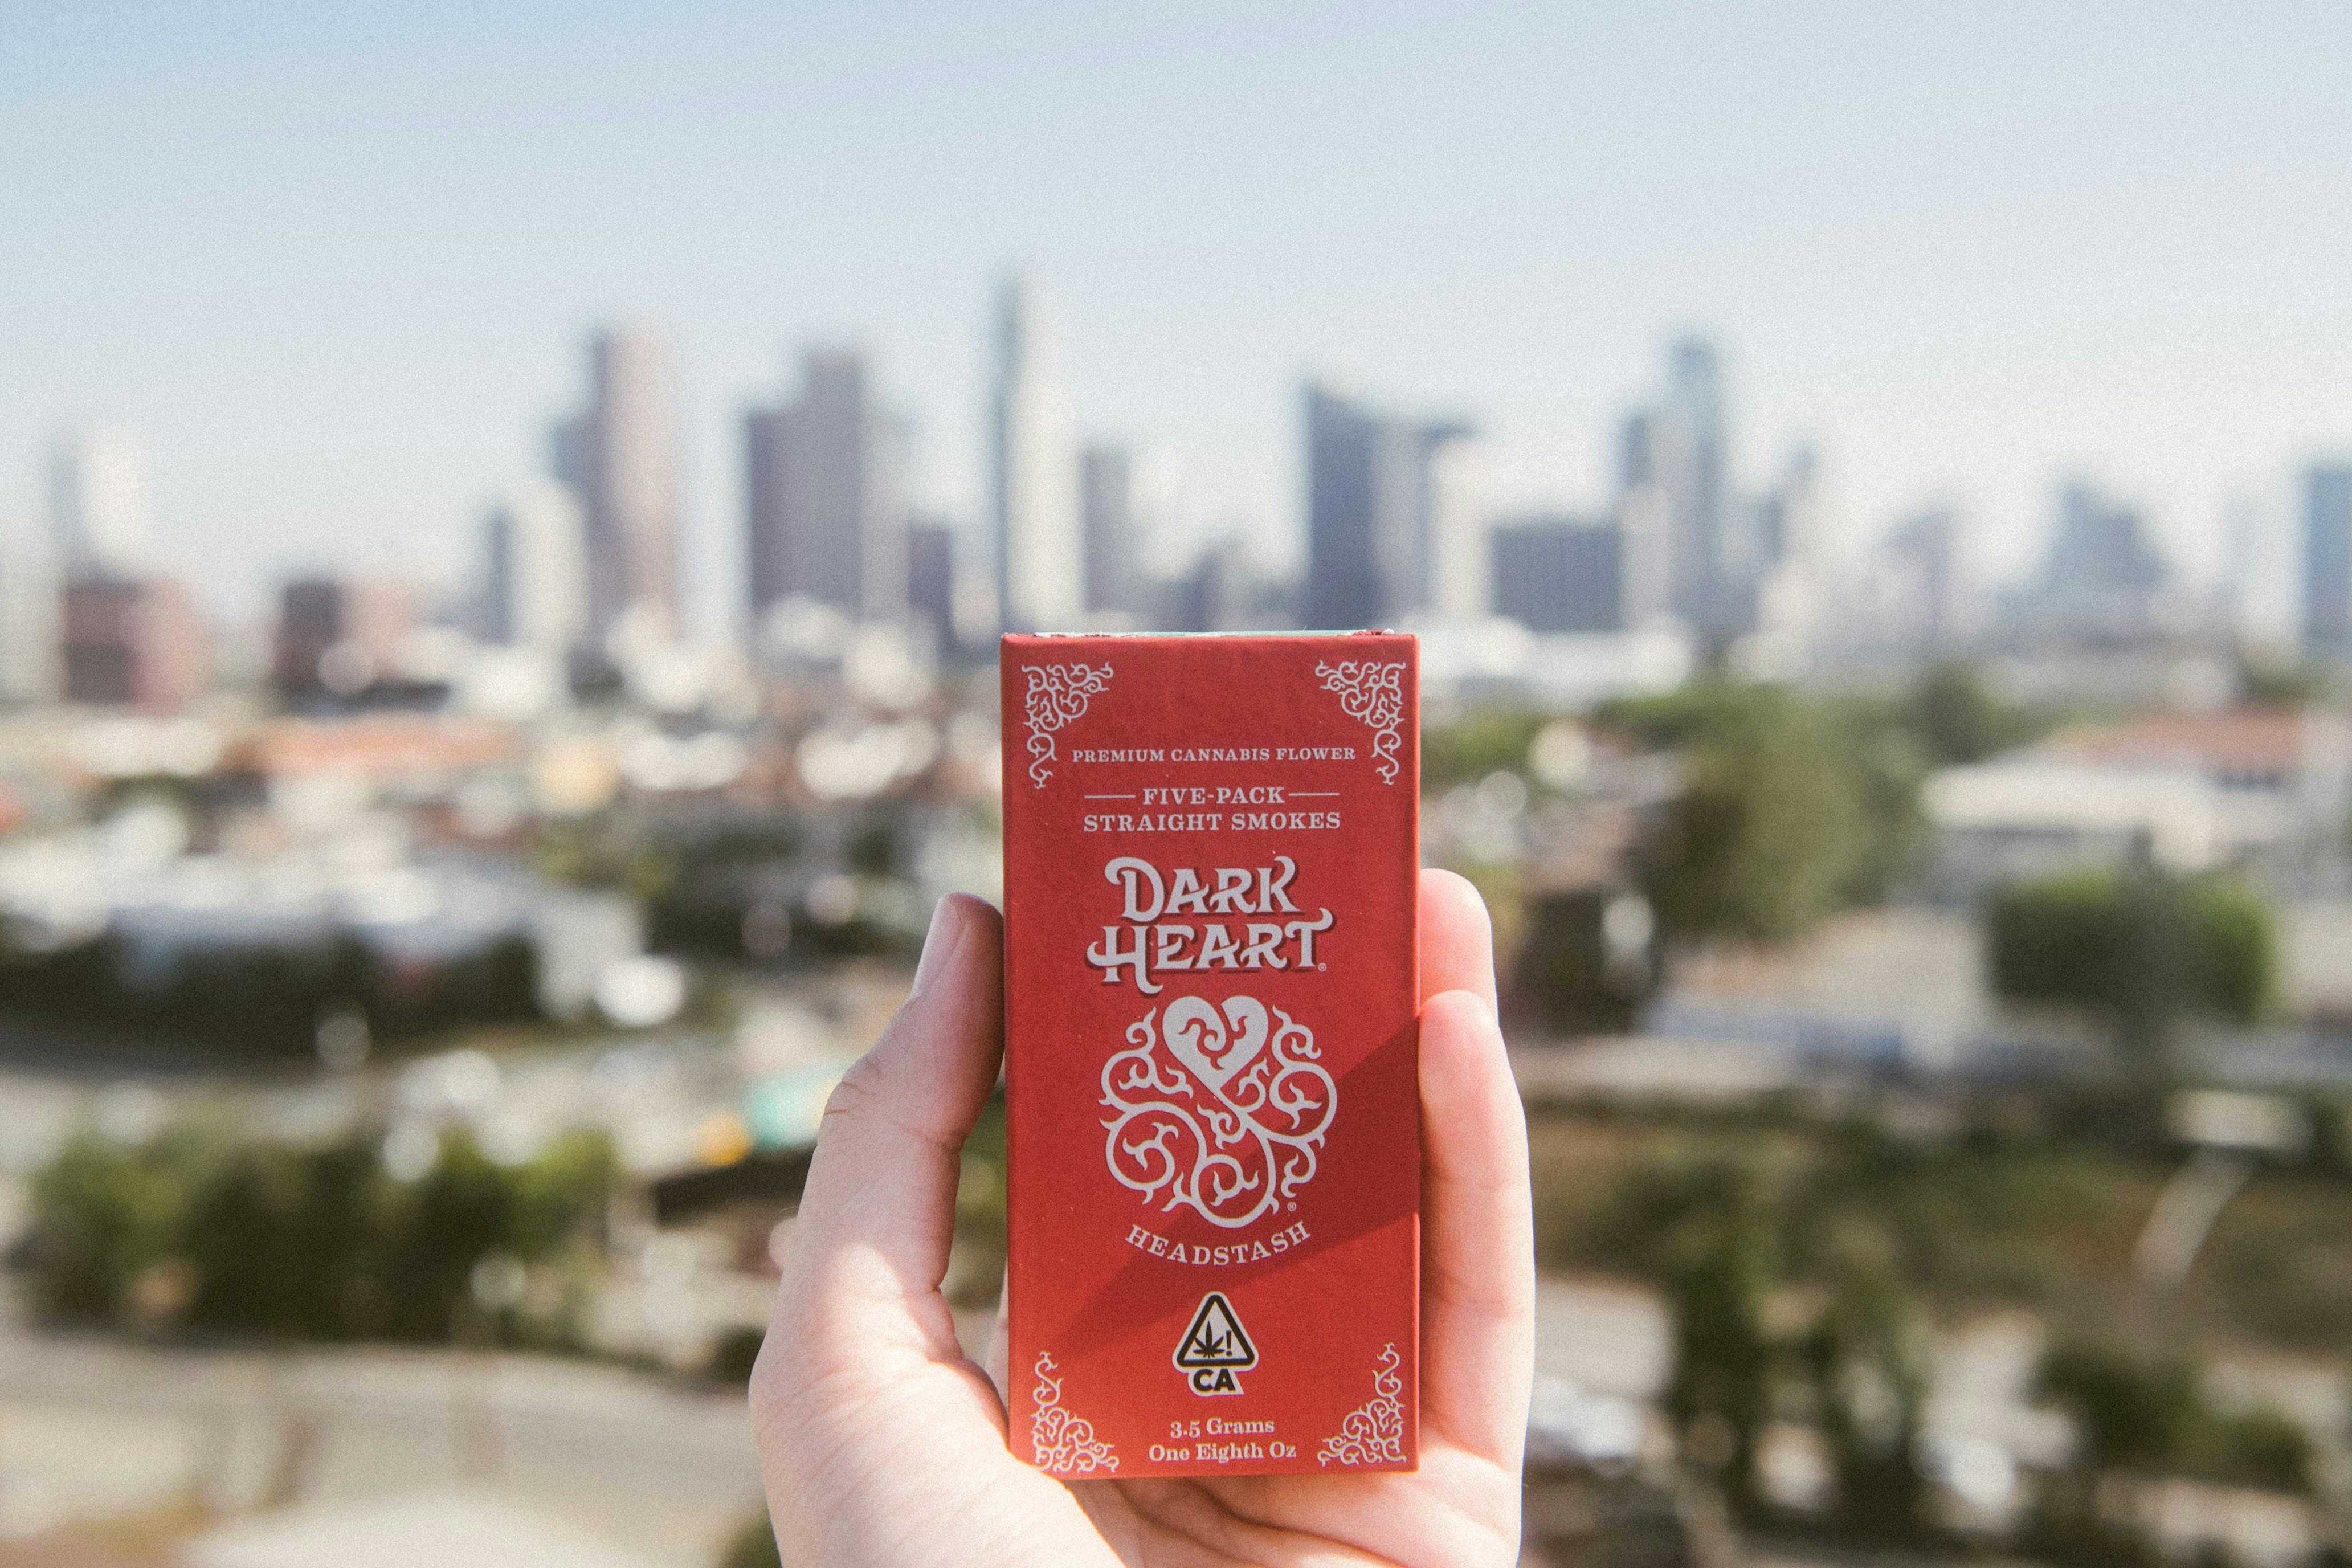 PREMIUM CANNABIS FLOWER
FIVE-PACK
STRAIGHT SMOKES
DARK
HEART®
®
HEADSTASH
!
CA
3.5 Grams
One Eighth Oz